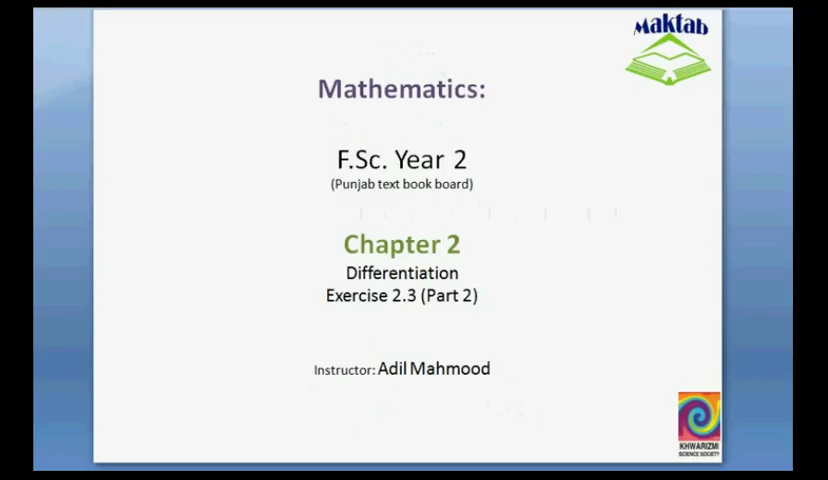 Maktab
Mathematics:
F.Sc. Year 2
(Punjab text book board)
Chapter 2
Differentiation
Exercise 2.3 (Part 2)
Instructor: Adil Mahmood
KHWARIZMI
SCIENCE SOCIETY